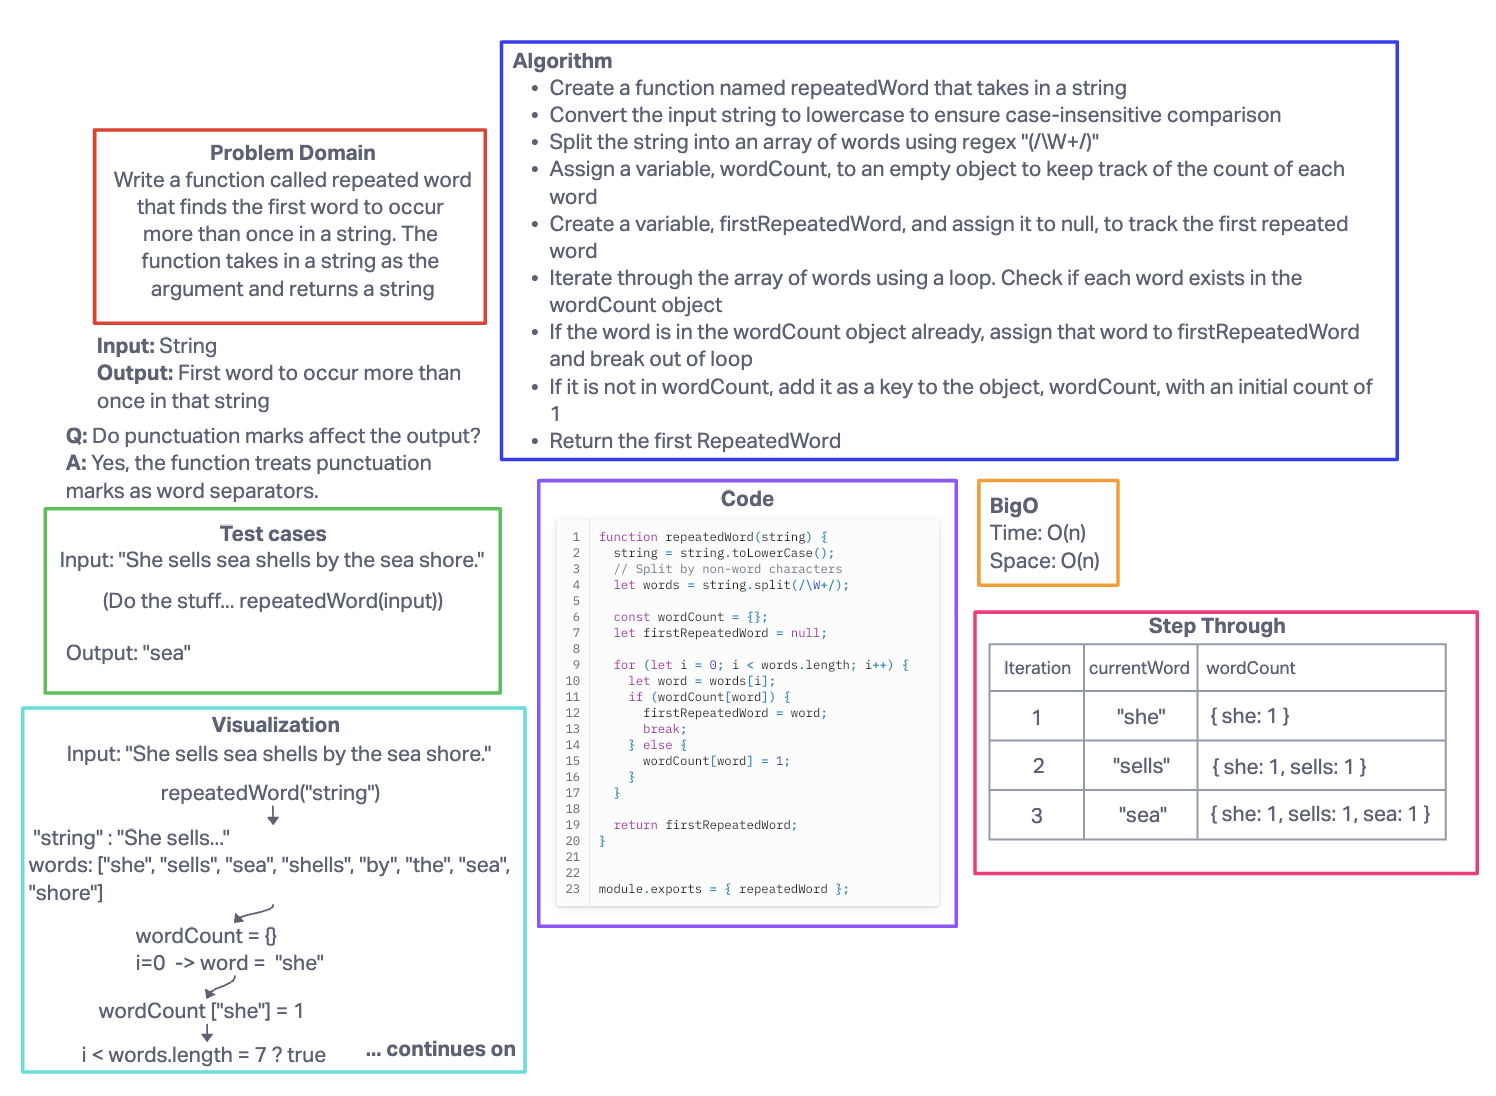 Algorithm
• Create a function named repeatedWord that takes in a string
• Convert the input string to lowercase to ensure case-insensitive comparison
• Split the string into an array of words using regex "(/\W+/)"
• Assign a variable, wordCount, to an empty object to keep track of the count of each
word
• Create a variable, firstRepeatedWord, and assign it to null, to track the first repeated
word
• Iterate through the array of words using a loop. Check if each word exists in the
wordCount object
• If the word is in the wordCount object already, assign that word to firstRepeatedWord
and break out of loop
• If it is not in wordCount, add it as a key to the object, wordCount, with an initial count of
1
• Return the first RepeatedWord
Problem Domain
Write a function called repeated word
that finds the first word to occur
more than once in a string. The
function takes in a string as the
argument and returns a string
Input: String
Output: First word to occur more than
once in that string
Q: Do punctuation marks affect the output?
A: Yes, the function treats punctuation
marks as word separators.
Test cases
Input: "She sells sea shells by the sea shore."
(Do the stuff... repeatedWord(input))
Output: "sea"
Visualization
Input: "She sells sea shells by the sea shore."
repeatedWord("string")
"string" : "She sells..."
words: ["she", "sells", "sea", "shells", "by", "the", "sea",
"shore"]
wordCount = {}
i=0 -> word = "she"
wordCount ["she"] = 1
i < words.length = 7 ? true
... continues on
Code
1 function repeatedWord(string) {
2 string = string.toLowerCase();
3 // Split by non-word characters
4 let words = string.split(/\W+/);
5
6 const wordCount = {};
7 let firstRepeatedWord = null;
8
9 for (let i = 0; i < words.length; i++) {
10 let word = words[i];
11 if (wordCount[word]) {
12 firstRepeatedWord = word;
13 break;
14 } else {
15 wordCount[word] = 1;
16 }
17 }
18
19 return firstRepeatedWord;
20 }
21
22
23 module.exports = { repeatedWord };
BigO
Time: O(n)
Space: O(n)
Step Through
Iteration currentWord wordCount
1 "she" { she: 1 }
2 "sells" { she: 1, sells: 1 }
3 "sea" { she: 1, sells: 1, sea: 1 }